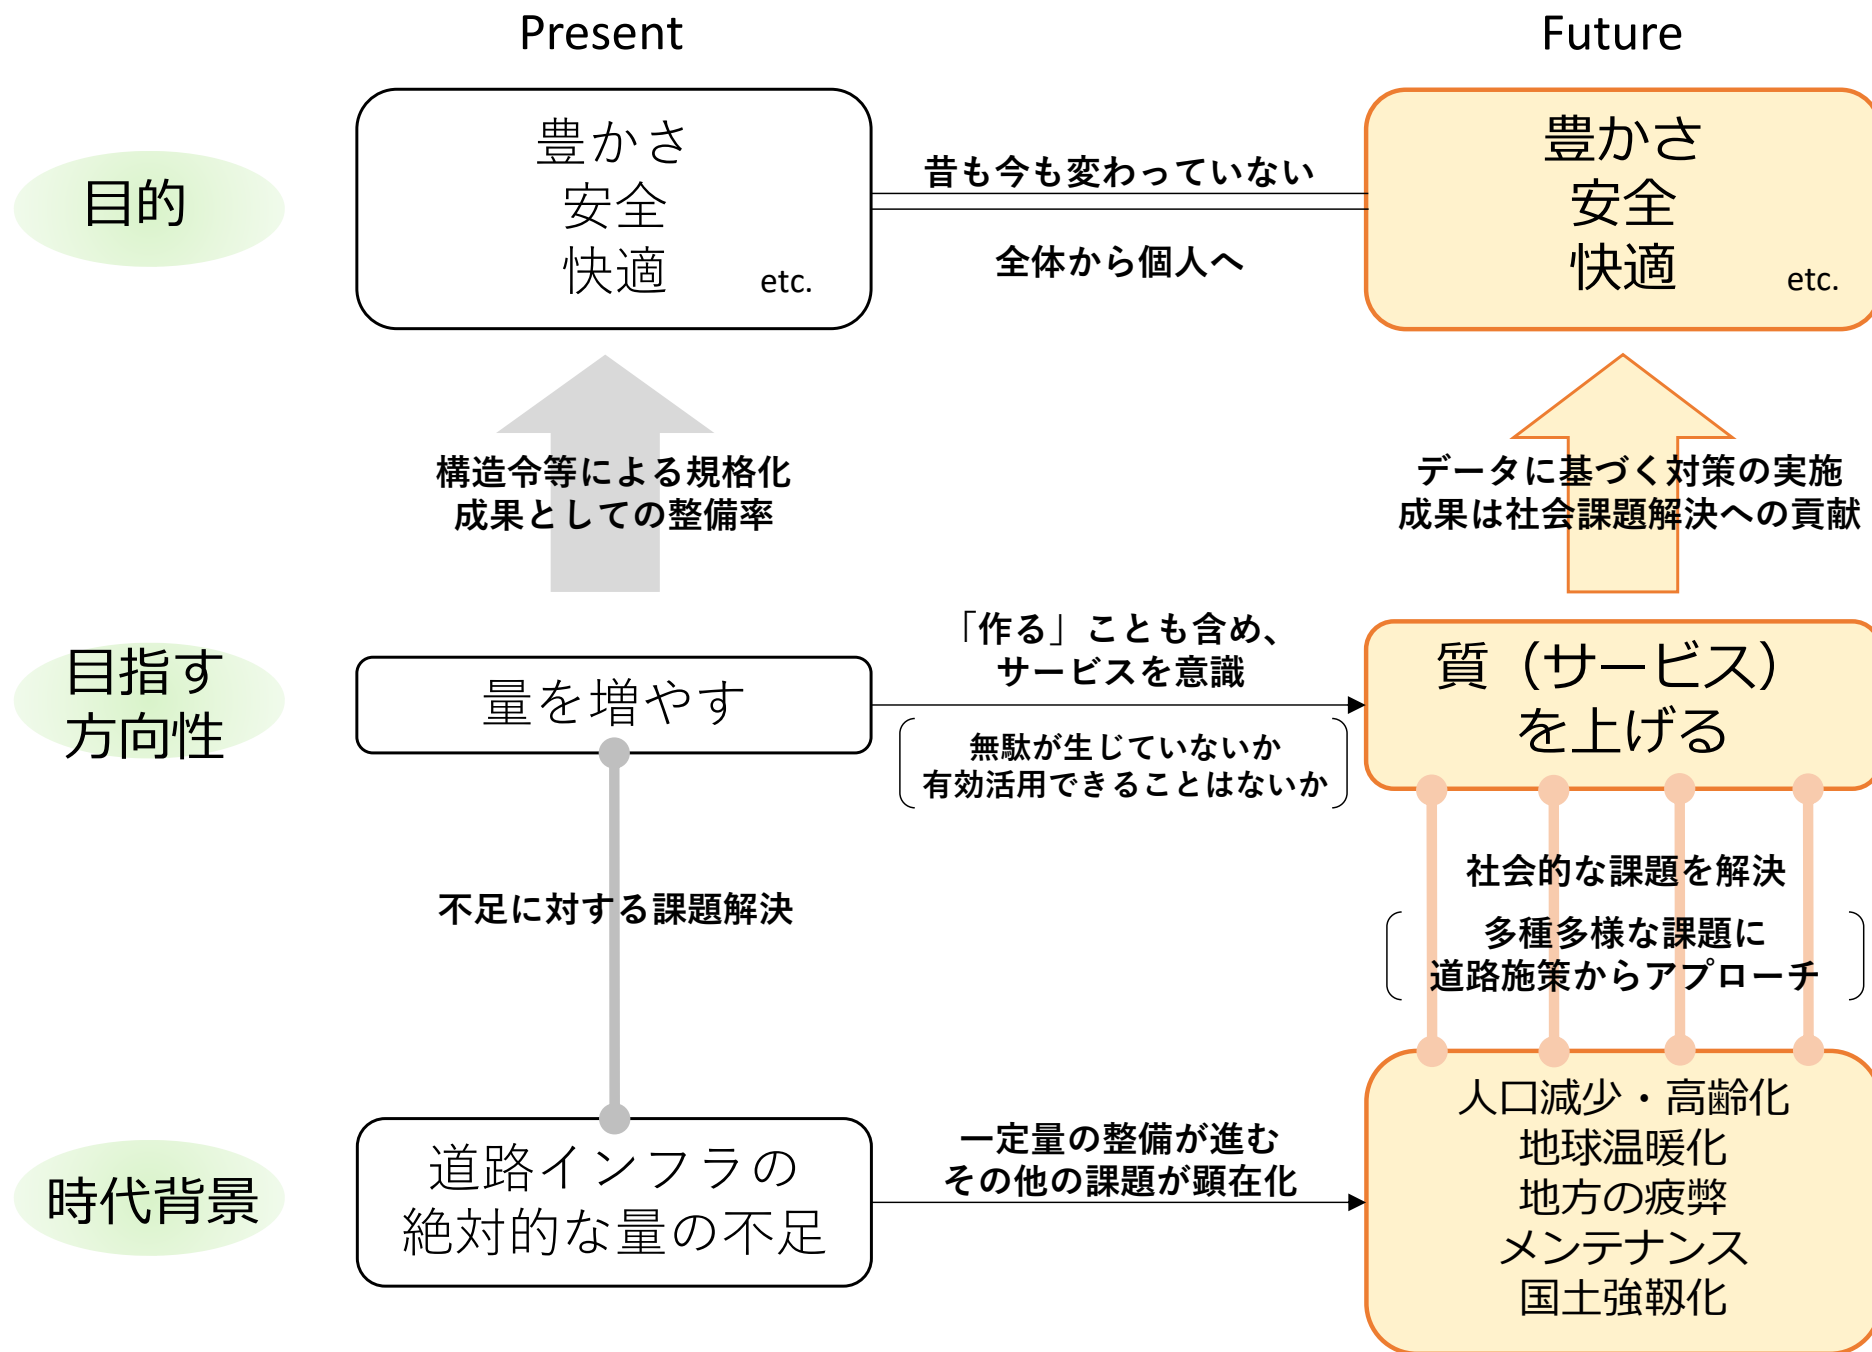 Present
Future
目的
豊かさ
安全
快適
etc.
昔も今も変わっていない
全体から個人へ
豊かさ
安全
快適
etc.
構造令等による規格化
成果としての整備率
データに基づく対策の実施
成果は社会課題解決への貢献
目指す
方向性
量を増やす
「作る」ことも含め、
サービスを意識
無駄が生じていないか
有効活用できることはないか
質（サービス）
を上げる
不足に対する課題解決
社会的な課題を解決
多種多様な課題に
道路施策からアプローチ
時代背景
道路インフラの
絶対的な量の不足
一定量の整備が進む
その他の課題が顕在化
人口減少・高齢化
地球温暖化
地方の疲弊
メンテナンス
国土強靱化